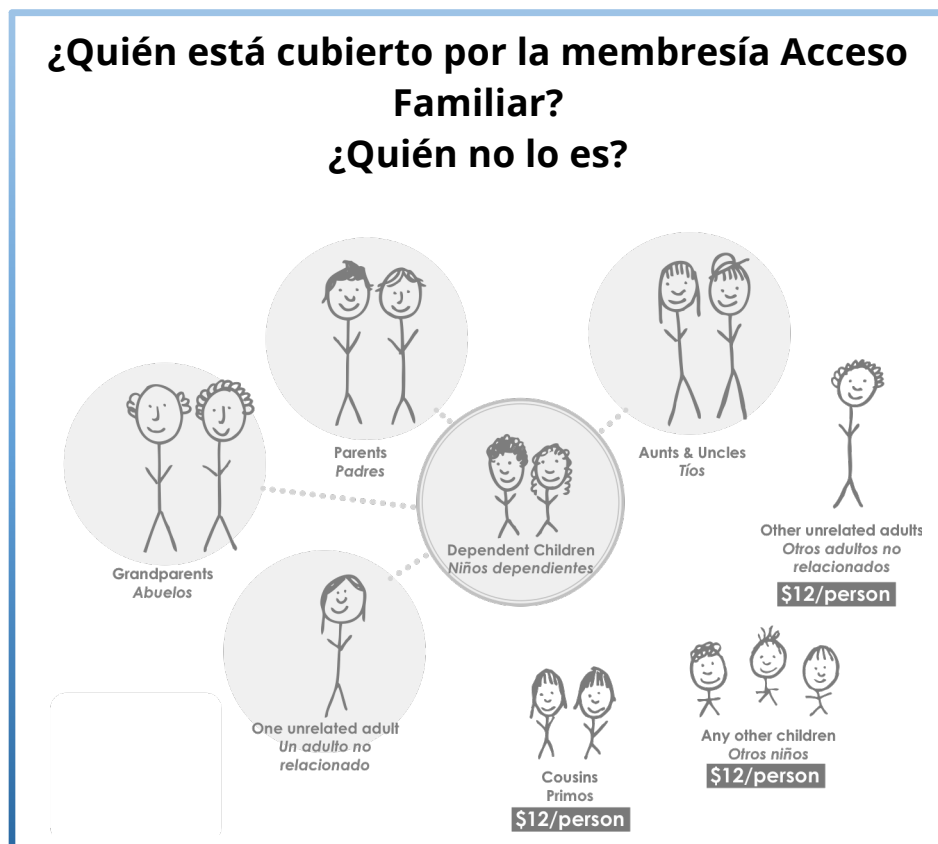 ¿Quién está cubierto por la membresía Acceso
Familiar?
¿Quién no lo es?
Parents
Padres
Aunts & Uncles
Tíos
Grandparents
Abuelos
Dependent Children
Niños dependientes
Other unrelated adults
Otros adultos no
relacionados
$12/person
One unrelated adult
Un adulto no
relacionado
Cousins
Primos
$12/person
Any other children
Otros niños
$12/person